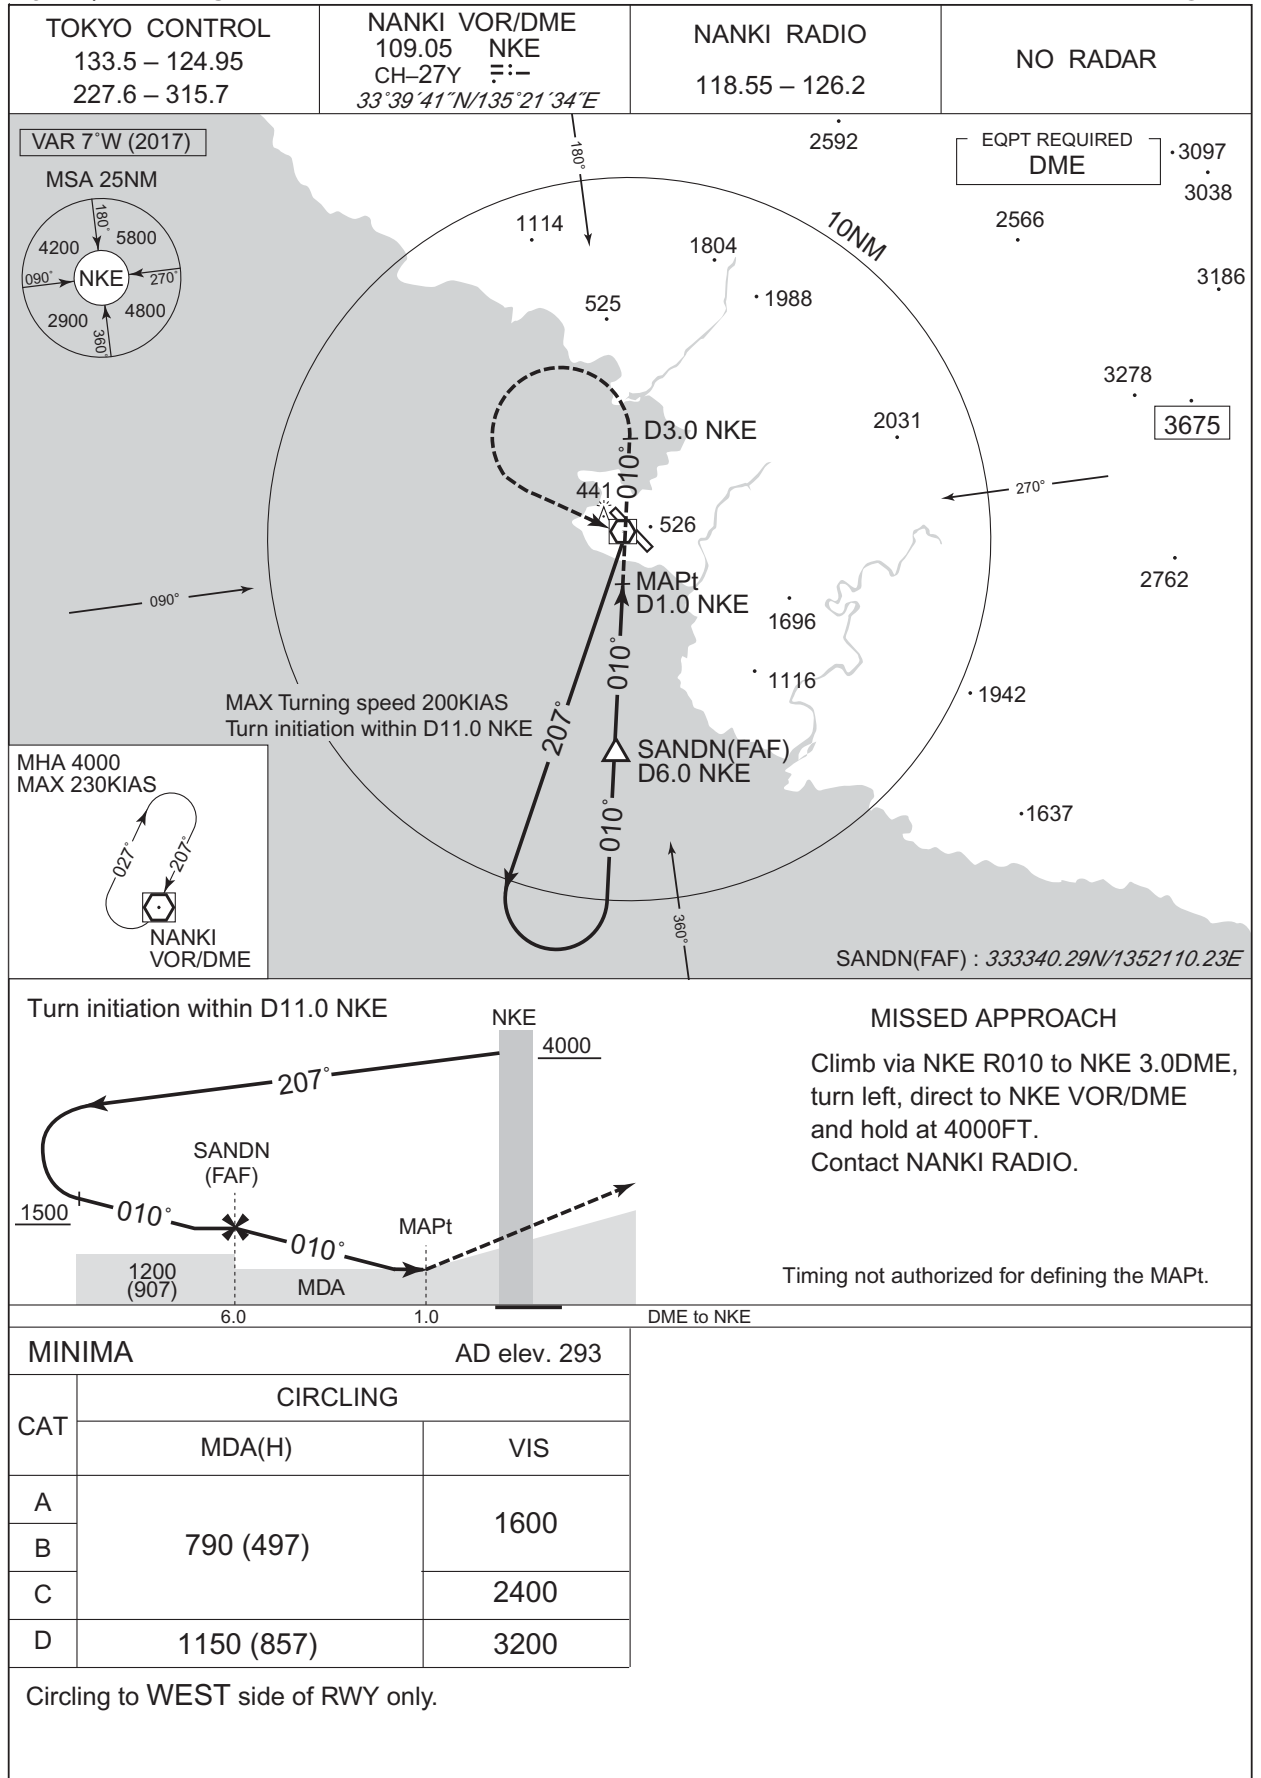 TOKYO CONTROL
133.5 – 124.95
227.6 – 315.7
NANKI VOR/DME
109.05 NKE
CH–27Y
33°39´41˝N/135°21´34˝E
NANKI RADIO
118.55 – 126.2
NO RADAR
VAR 7°W (2017)
MSA 25NM
180°
4200
5800
090°
NKE
270°
2900
4800
360°
180°
2592
EQPT REQUIRED
DME
3097
3038
1114
10NM
2566
1804
3186
525
1988
3278
3675
2031
D3.0 NKE
010°
441
526
270°
MAPt
D1.0 NKE
090°
2762
1696
010°
1116
1942
MAX Turning speed 200KIAS
Turn initiation within D11.0 NKE
207°
SANDN(FAF)
D6.0 NKE
010°
1637
MHA 4000
MAX 230KIAS
027°
207°
NANKI
VOR/DME
360°
SANDN(FAF) : 333340.29N/1352110.23E
Turn initiation within D11.0 NKE
NKE
4000
207°
SANDN
(FAF)
1500
010°
010°
MAPt
1200
(907)
MDA
6.0
1.0
DME to NKE
MISSED APPROACH
Climb via NKE R010 to NKE 3.0DME,
turn left, direct to NKE VOR/DME
and hold at 4000FT.
Contact NANKI RADIO.
Timing not authorized for defining the MAPt.
MINIMA AD elev. 293
CAT
CIRCLING
MDA(H) VIS
A
B
790 (497)
1600
C
2400
D 1150 (857) 3200
Circling to WEST side of RWY only.